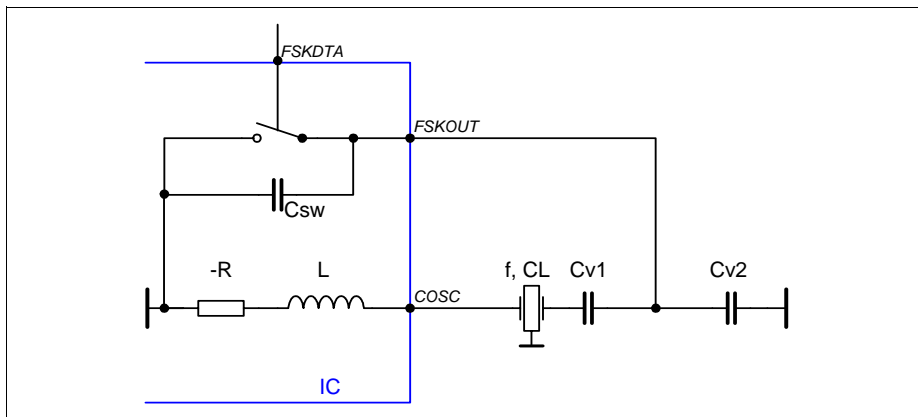 FSKDTA
FSKOUT
Csw
-R L COSC f, CL Cv1 Cv2
IC